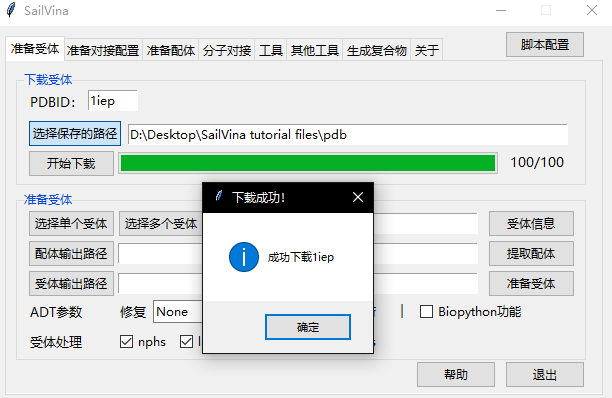 SailVina
脚本配置
准备受体 准备对接配置 准备配体 分子对接 工具 其他工具 生成复合物 关于
下载受体
PDBID： 1iep
选择保存的路径 D:\Desktop\SailVina tutorial files\pdb
开始下载 100/100
准备受体
选择单个受体 选择多个受体 受体信息
配体输出路径 提取配体
受体输出路径 准备受体
ADT参数 修复 None | Biopython功能
受体处理 nphs
下载成功!
成功下载1iep
确定
帮助 退出